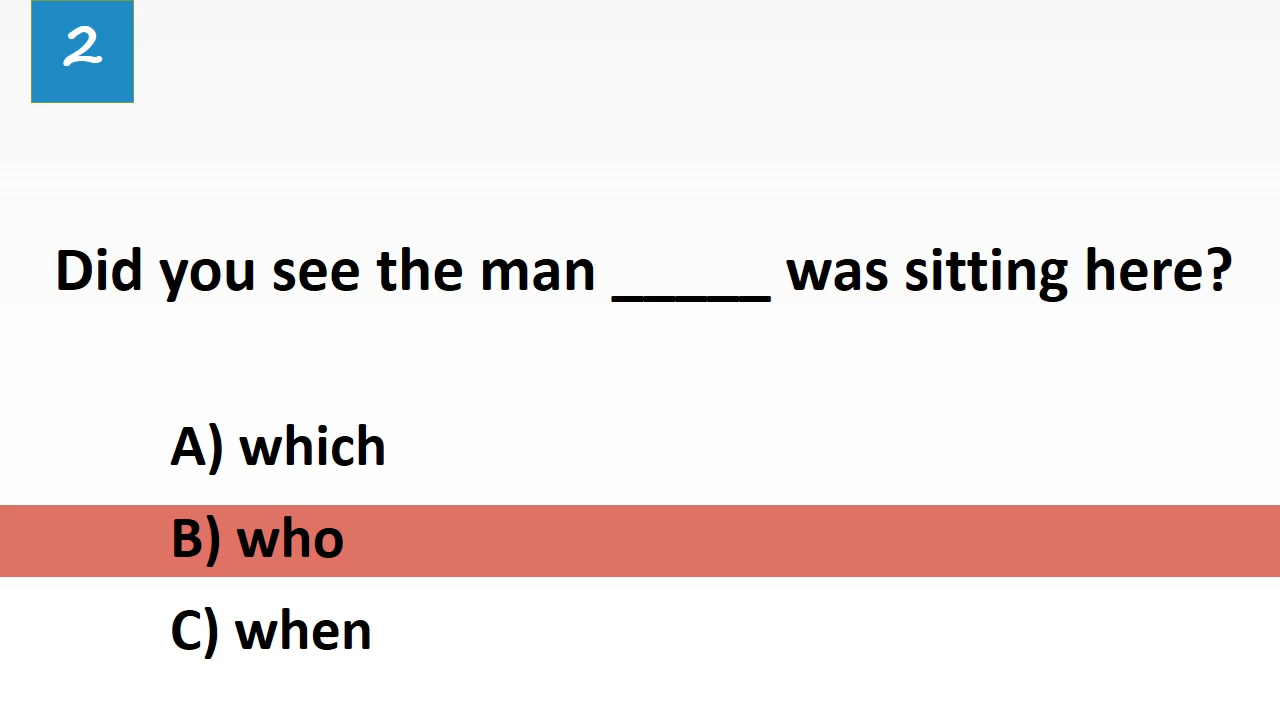 2
Did you see the man _____ was sitting here?
A) which
B) who
C) when